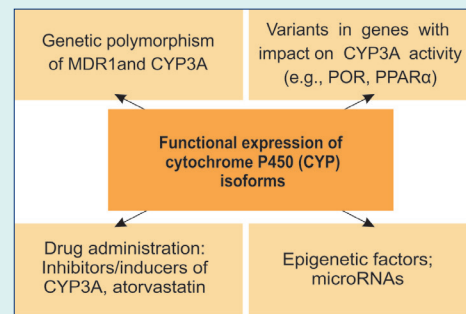 Genetic polymorphism
of MDR1and CYP3A
Variants in genes with
impact on CYP3A activity
(e.g., POR, PPARα)
Functional expression of
cytochrome P450 (CYP)
isoforms
Drug administration:
Inhibitors/inducers of
CYP3A, atorvastatin
Epigenetic factors;
microRNAs